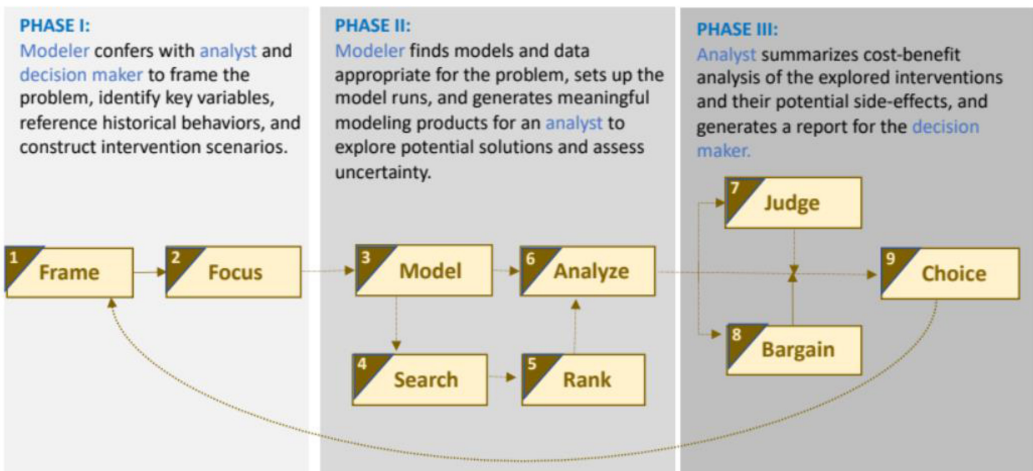 PHASE I:
Modeler confers with analyst and
decision maker to frame the
problem, identify key variables,
reference historical behaviors, and
construct intervention scenarios.
PHASE II:
Modeler finds models and data
appropriate for the problem, sets up the
model runs, and generates meaningful
modeling products for an analyst to
explore potential solutions and assess
uncertainty.
PHASE III:
Analyst summarizes cost-benefit
analysis of the explored interventions
and their potential side-effects, and
generates a report for the decision
maker.
1 Frame
2 Focus
3 Model
4 Search
5 Rank
6 Analyze
7 Judge
8 Bargain
9 Choice